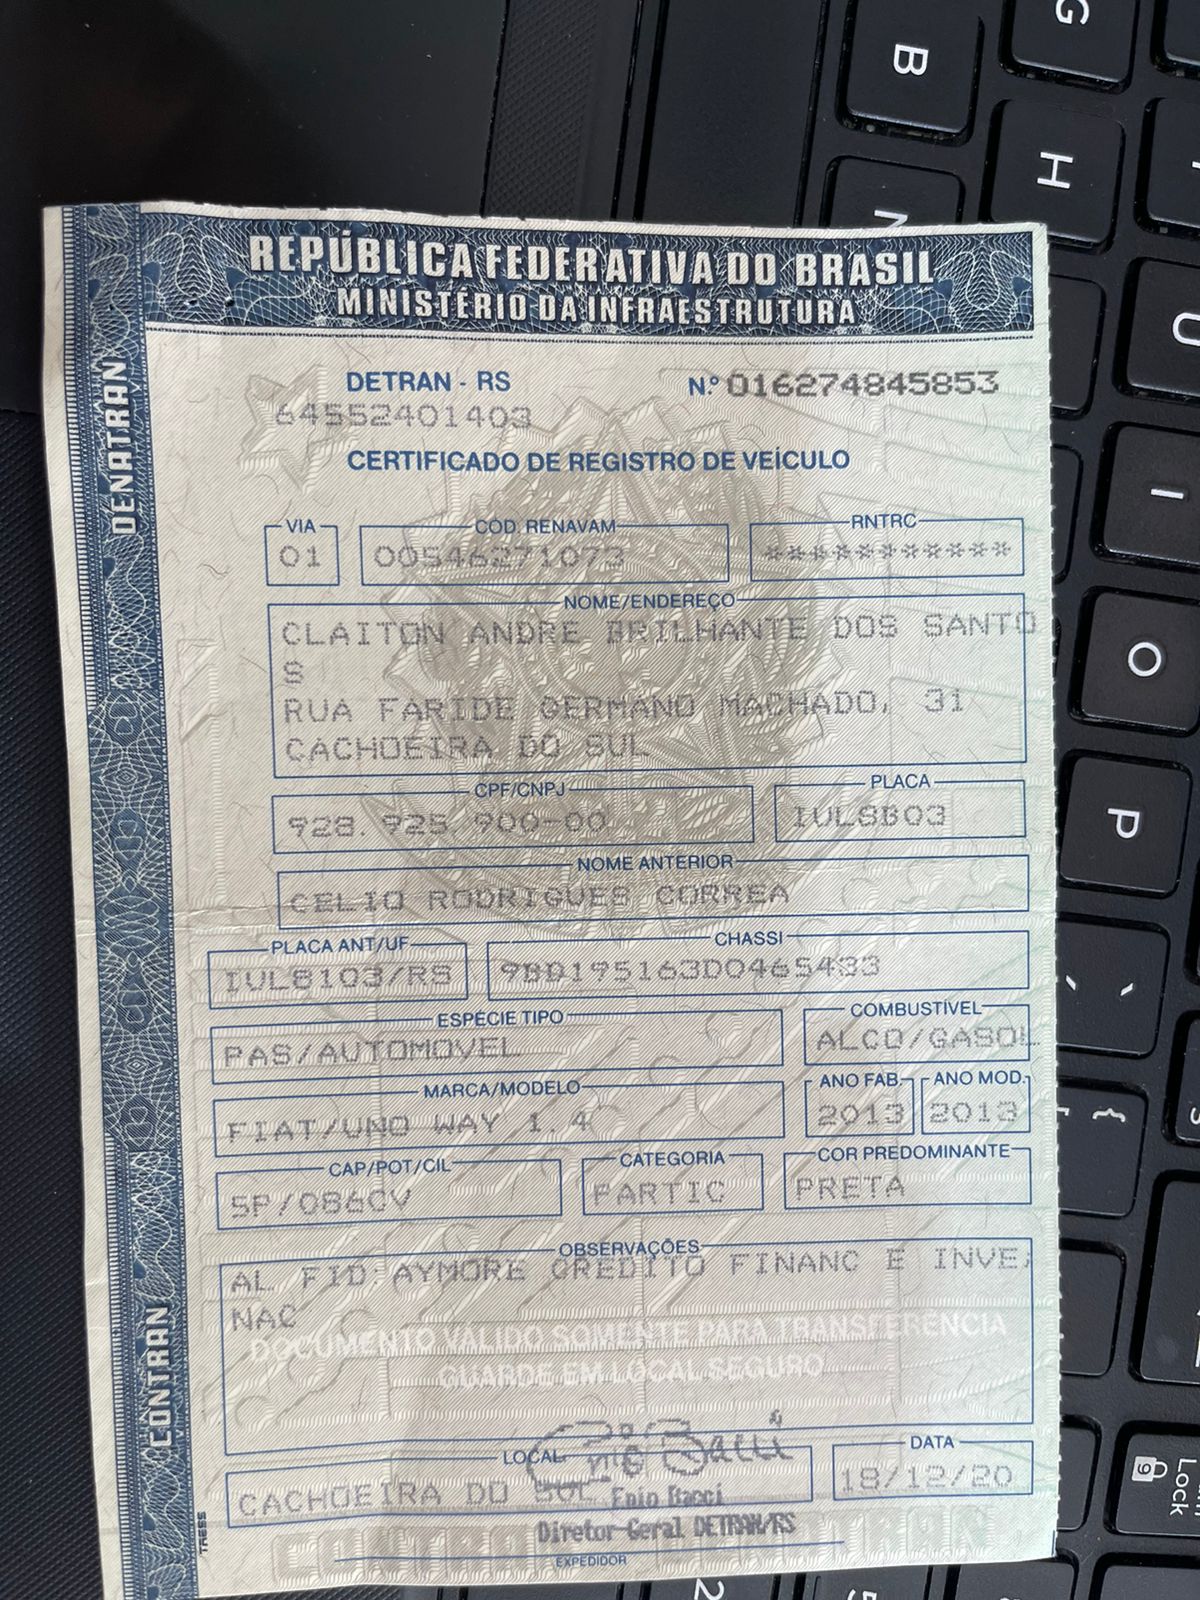 REPÚBLICA FEDERATIVA DO BRASIL
MINISTÉRIO DA INFRAESTRUTURA
DENATRAN
CONTRAN
DETRAN - RS
N.º 016274845853
64552401403
CERTIFICADO DE REGISTRO DE VEÍCULO
VIA
01
CÓD. RENAVAM
00546271073
RNTRC
***********
NOME/ENDEREÇO
CLAITON ANDRE BRILHANTE DOS SANTO
S
RUA FARIDE GERMANO MACHADO, 31
CACHOEIRA DO SUL
CPF/CNPJ
928.925.900-00
PLACA
IUL8B03
NOME ANTERIOR
CELIO RODRIGUES CORREA
PLACA ANT/UF
IUL8103/RS
CHASSI
9BD195163D0465433
ESPÉCIE TIPO
PAS/AUTOMOVEL
COMBUSTÍVEL
ALCO/GASOL
MARCA/MODELO
FIAT/UNO WAY 1.4
ANO FAB.
2013
ANO MOD.
2013
CAP/POT/CIL
5P/086CV
CATEGORIA
PARTIC
COR PREDOMINANTE
PRETA
OBSERVAÇÕES
AL FID:AYMORE CREDITO FINANC E INVE;
NAC
DOCUMENTO VÁLIDO SOMENTE PARA TRANSFERÊNCIA
GUARDE EM LOCAL SEGURO
LOCAL
CACHOEIRA DO SUL
DATA
18/12/20
Enio Bacci
Diretor-Geral DETRAN/RS
EXPEDIDOR
G
B
H
N
U
I
O
P
{
Lock
9
2
5